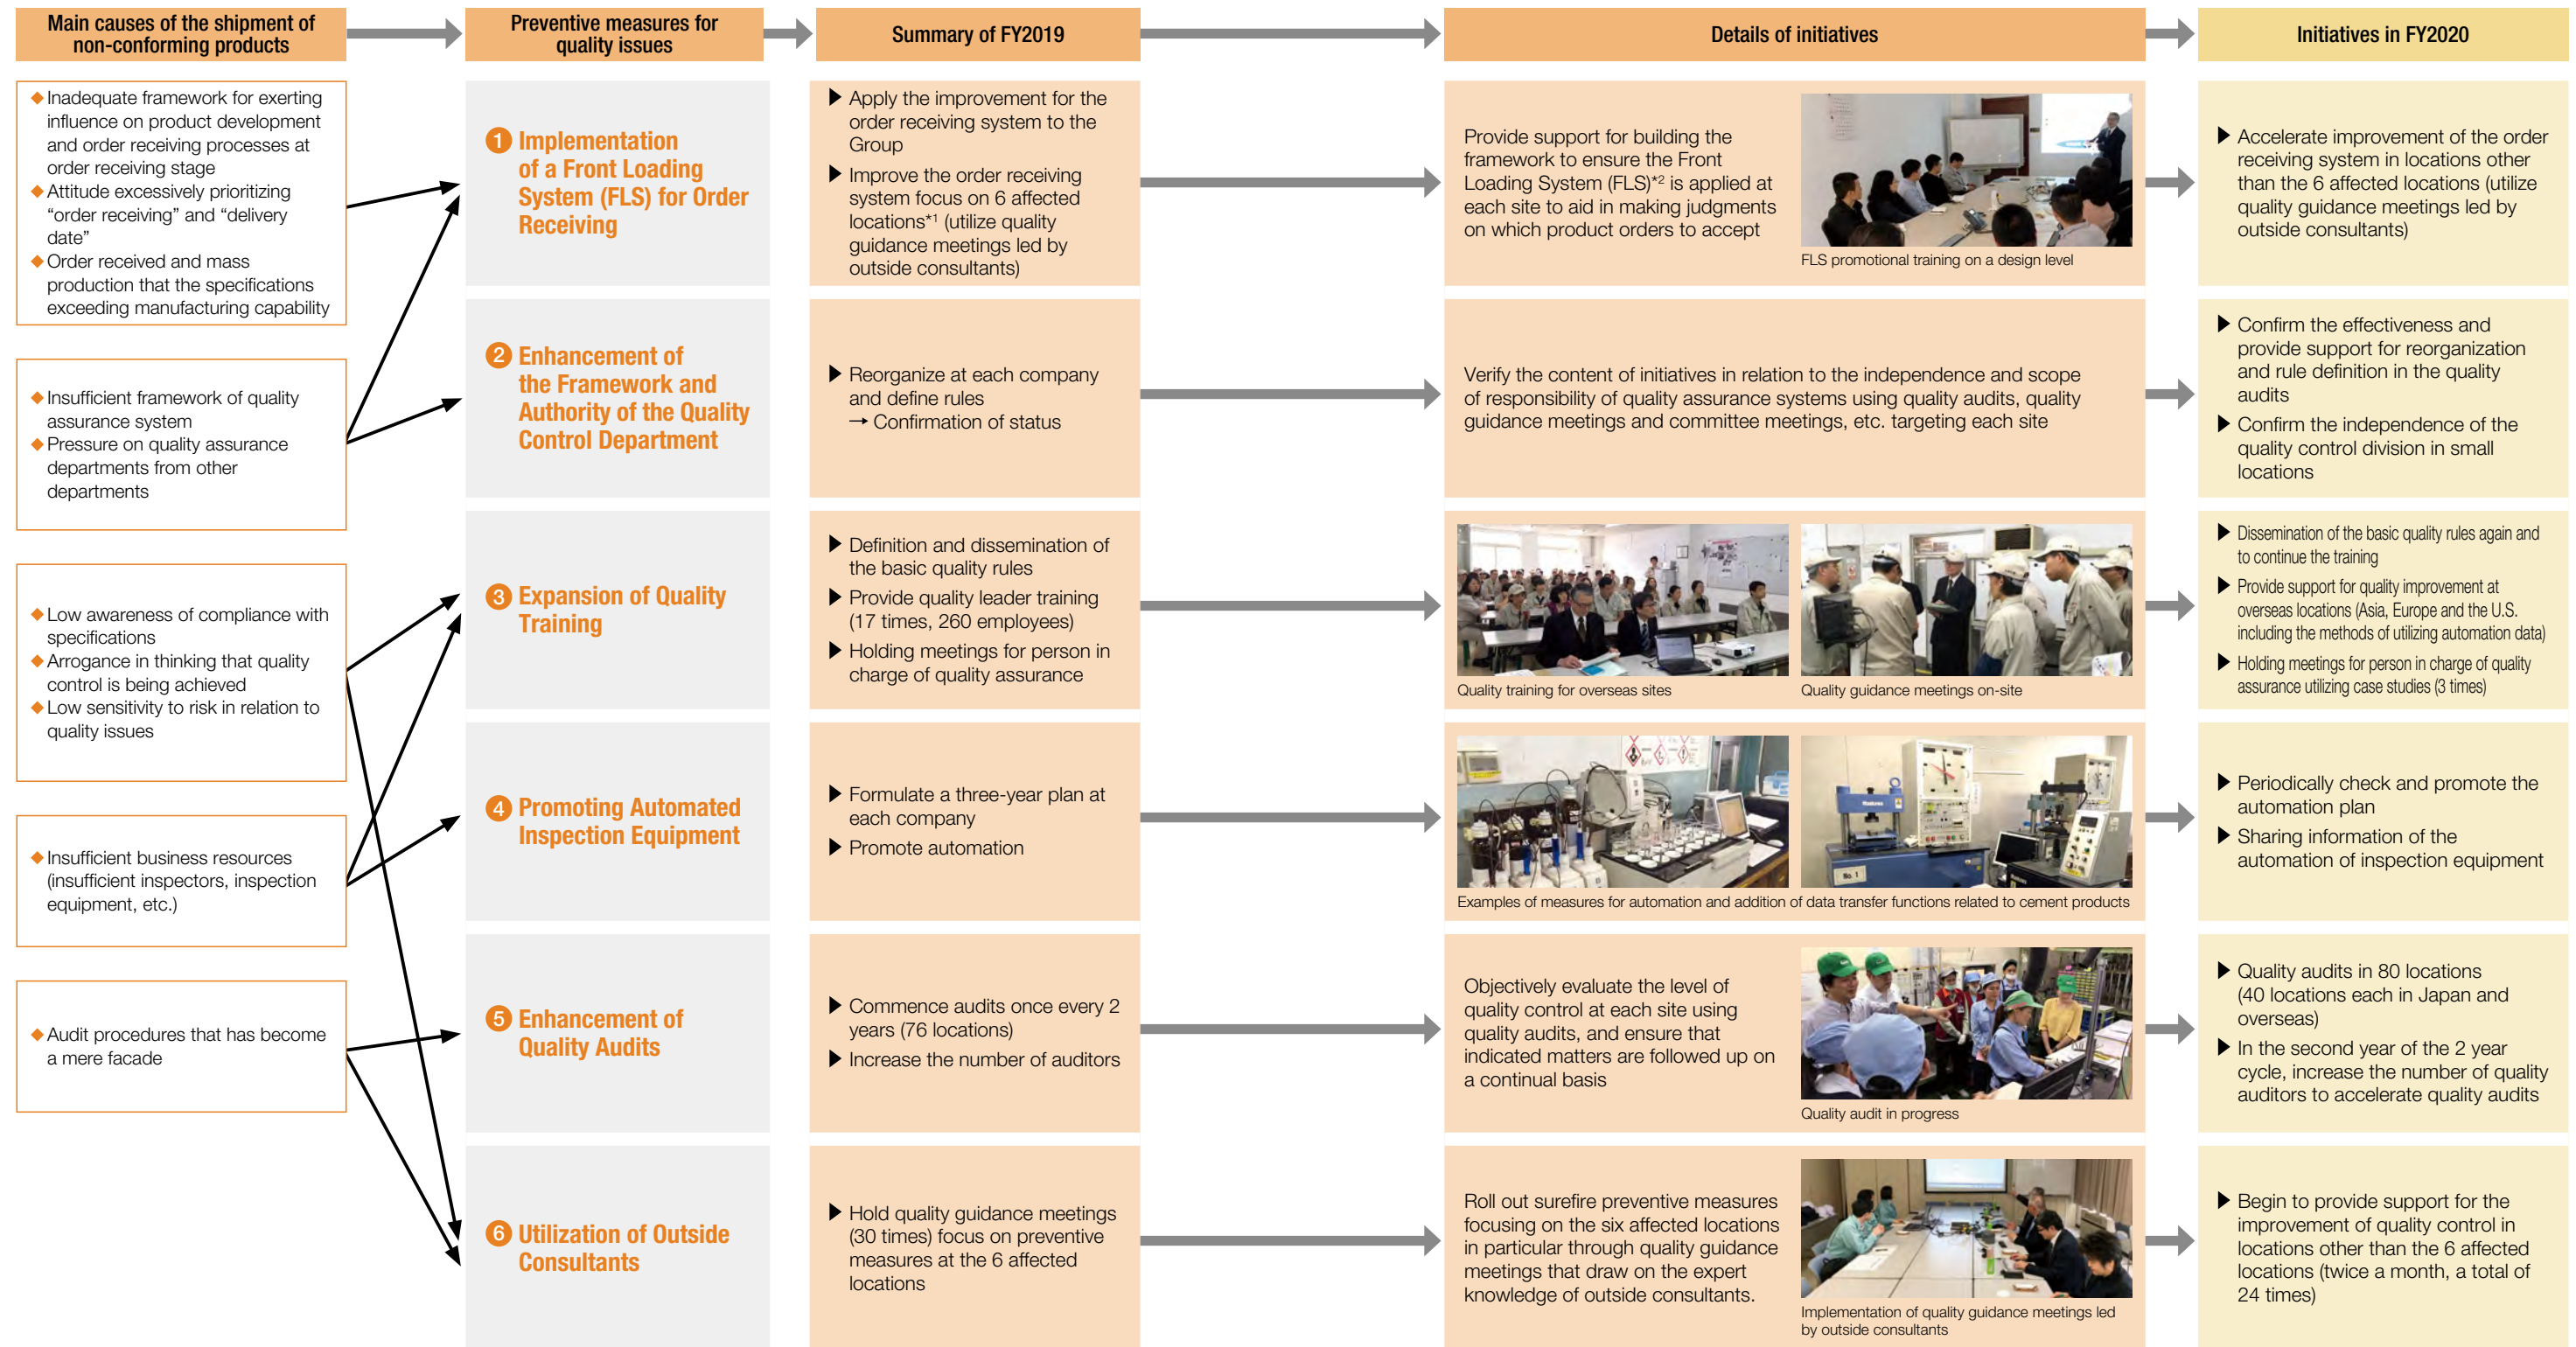 Main causes of the shipment of
non-conforming products
Preventive measures for
quality issues
Summary of FY2019
Details of initiatives
Initiatives in FY2020
◆Inadequate framework for exerting
influence on product development
and order receiving processes at
order receiving stage
◆Attitude excessively prioritizing
“order receiving” and “delivery
date”
◆Order received and mass
production that the specifications
exceeding manufacturing capability
◆Insufficient framework of quality
assurance system
◆Pressure on quality assurance
departments from other
departments
◆Low awareness of compliance with
specifications
◆Arrogance in thinking that quality
control is being achieved
◆Low sensitivity to risk in relation to
quality issues
◆Insufficient business resources
(insufficient inspectors, inspection
equipment, etc.)
◆Audit procedures that has become
a mere facade
❶ Implementation
of a Front Loading
System (FLS) for Order
Receiving
▶ Apply the improvement for the
order receiving system to the
Group
▶ Improve the order receiving
system focus on 6 affected
locations*1 (utilize quality
guidance meetings led by
outside consultants)
Provide support for building the
framework to ensure the Front
Loading System (FLS)*2 is applied at
each site to aid in making judgments
on which product orders to accept
FLS promotional training on a design level
▶ Accelerate improvement of the order
receiving system in locations other
than the 6 affected locations (utilize
quality guidance meetings led by
outside consultants)
❷ Enhancement of
the Framework and
Authority of the Quality
Control Department
▶ Reorganize at each company
and define rules
→ Confirmation of status
Verify the content of initiatives in relation to the independence and scope
of responsibility of quality assurance systems using quality audits, quality
guidance meetings and committee meetings, etc. targeting each site
▶ Confirm the effectiveness and
provide support for reorganization
and rule definition in the quality
audits
▶ Confirm the independence of the
quality control division in small
locations
❸ Expansion of Quality
Training
▶ Definition and dissemination of
the basic quality rules
▶ Provide quality leader training
(17 times, 260 employees)
▶ Holding meetings for person in
charge of quality assurance
Quality training for overseas sites
Quality guidance meetings on-site
▶ Dissemination of the basic quality rules again and
to continue the training
▶ Provide support for quality improvement at
overseas locations (Asia, Europe and the U.S.
including the methods of utilizing automation data)
▶ Holding meetings for person in charge of quality
assurance utilizing case studies (3 times)
❹ Promoting Automated
Inspection Equipment
▶ Formulate a three-year plan at
each company
▶ Promote automation
No. 1
Examples of measures for automation and addition of data transfer functions related to cement products
▶ Periodically check and promote the
automation plan
▶ Sharing information of the
automation of inspection equipment
❺ Enhancement of
Quality Audits
▶ Commence audits once every 2
years (76 locations)
▶ Increase the number of auditors
Objectively evaluate the level of
quality control at each site using
quality audits, and ensure that
indicated matters are followed up on
a continual basis
Quality audit in progress
▶ Quality audits in 80 locations
(40 locations each in Japan and
overseas)
▶ In the second year of the 2 year
cycle, increase the number of quality
auditors to accelerate quality audits
❻ Utilization of Outside
Consultants
▶ Hold quality guidance meetings
(30 times) focus on preventive
measures at the 6 affected
locations
Roll out surefire preventive measures
focusing on the six affected locations
in particular through quality guidance
meetings that draw on the expert
knowledge of outside consultants.
Implementation of quality guidance meetings led
by outside consultants
▶ Begin to provide support for the
improvement of quality control in
locations other than the 6 affected
locations (twice a month, a total of
24 times)